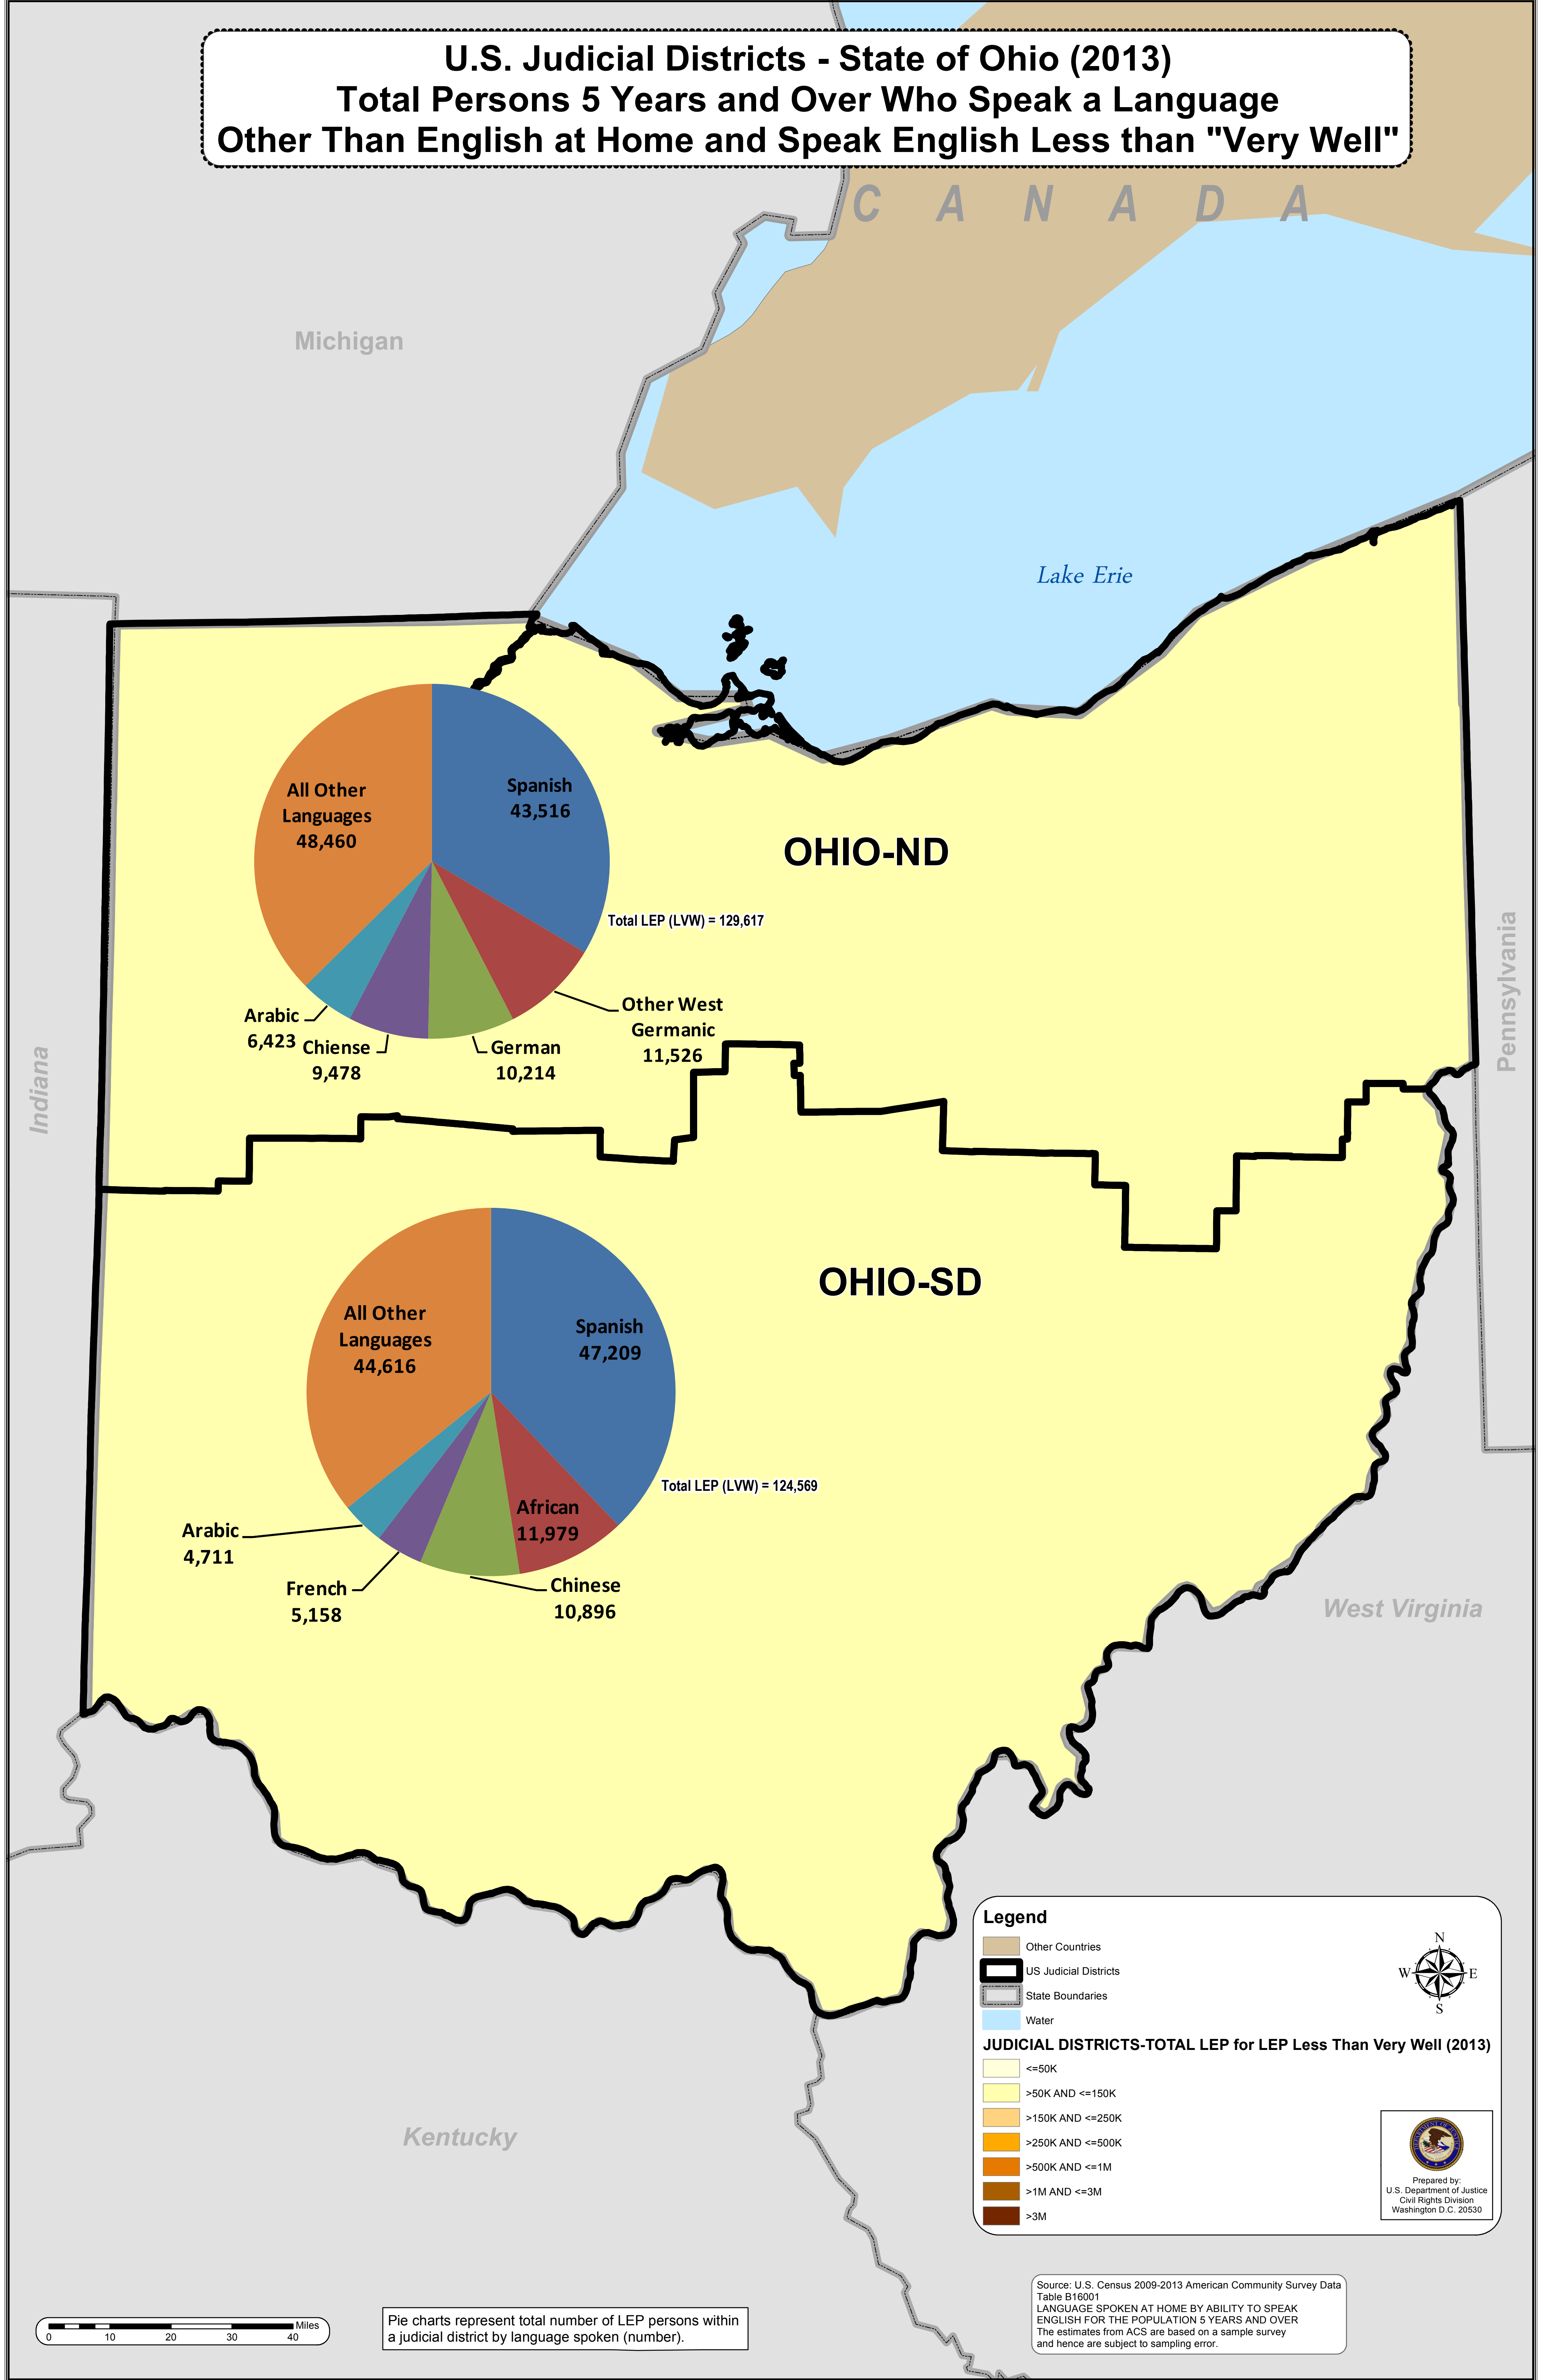 U.S. Judicial Districts - State of Ohio (2013)
Total Persons 5 Years and Over Who Speak a Language
Other Than English at Home and Speak English Less than "Very Well"
C A N A D A
Michigan
Lake Erie
All Other
Languages
48,460
Spanish
43,516
OHIO-ND
Total LEP (LVW) = 129,617
Arabic
6,423
Chiense
9,478
German
10,214
Other West
Germanic
11,526
Indiana
Pennsylvania
OHIO-SD
All Other
Languages
44,616
Spanish
47,209
Total LEP (LVW) = 124,569
African
11,979
Arabic
4,711
French
5,158
Chinese
10,896
West Virginia
Kentucky
Legend
Other Countries
US Judicial Districts
State Boundaries
Water
N
W
E
S
JUDICIAL DISTRICTS-TOTAL LEP for LEP Less Than Very Well (2013)
<=50K
>50K AND <=150K
>150K AND <=250K
>250K AND <=500K
>500K AND <=1M
>1M AND <=3M
>3M
Prepared by:
U.S. Department of Justice
Civil Rights Division
Washington D.C. 20530
Source: U.S. Census 2009-2013 American Community Survey Data
Table B16001
LANGUAGE SPOKEN AT HOME BY ABILITY TO SPEAK
ENGLISH FOR THE POPULATION 5 YEARS AND OVER
The estimates from ACS are based on a sample survey
and hence are subject to sampling error.
Pie charts represent total number of LEP persons within
a judicial district by language spoken (number).
Miles
0 10 20 30 40